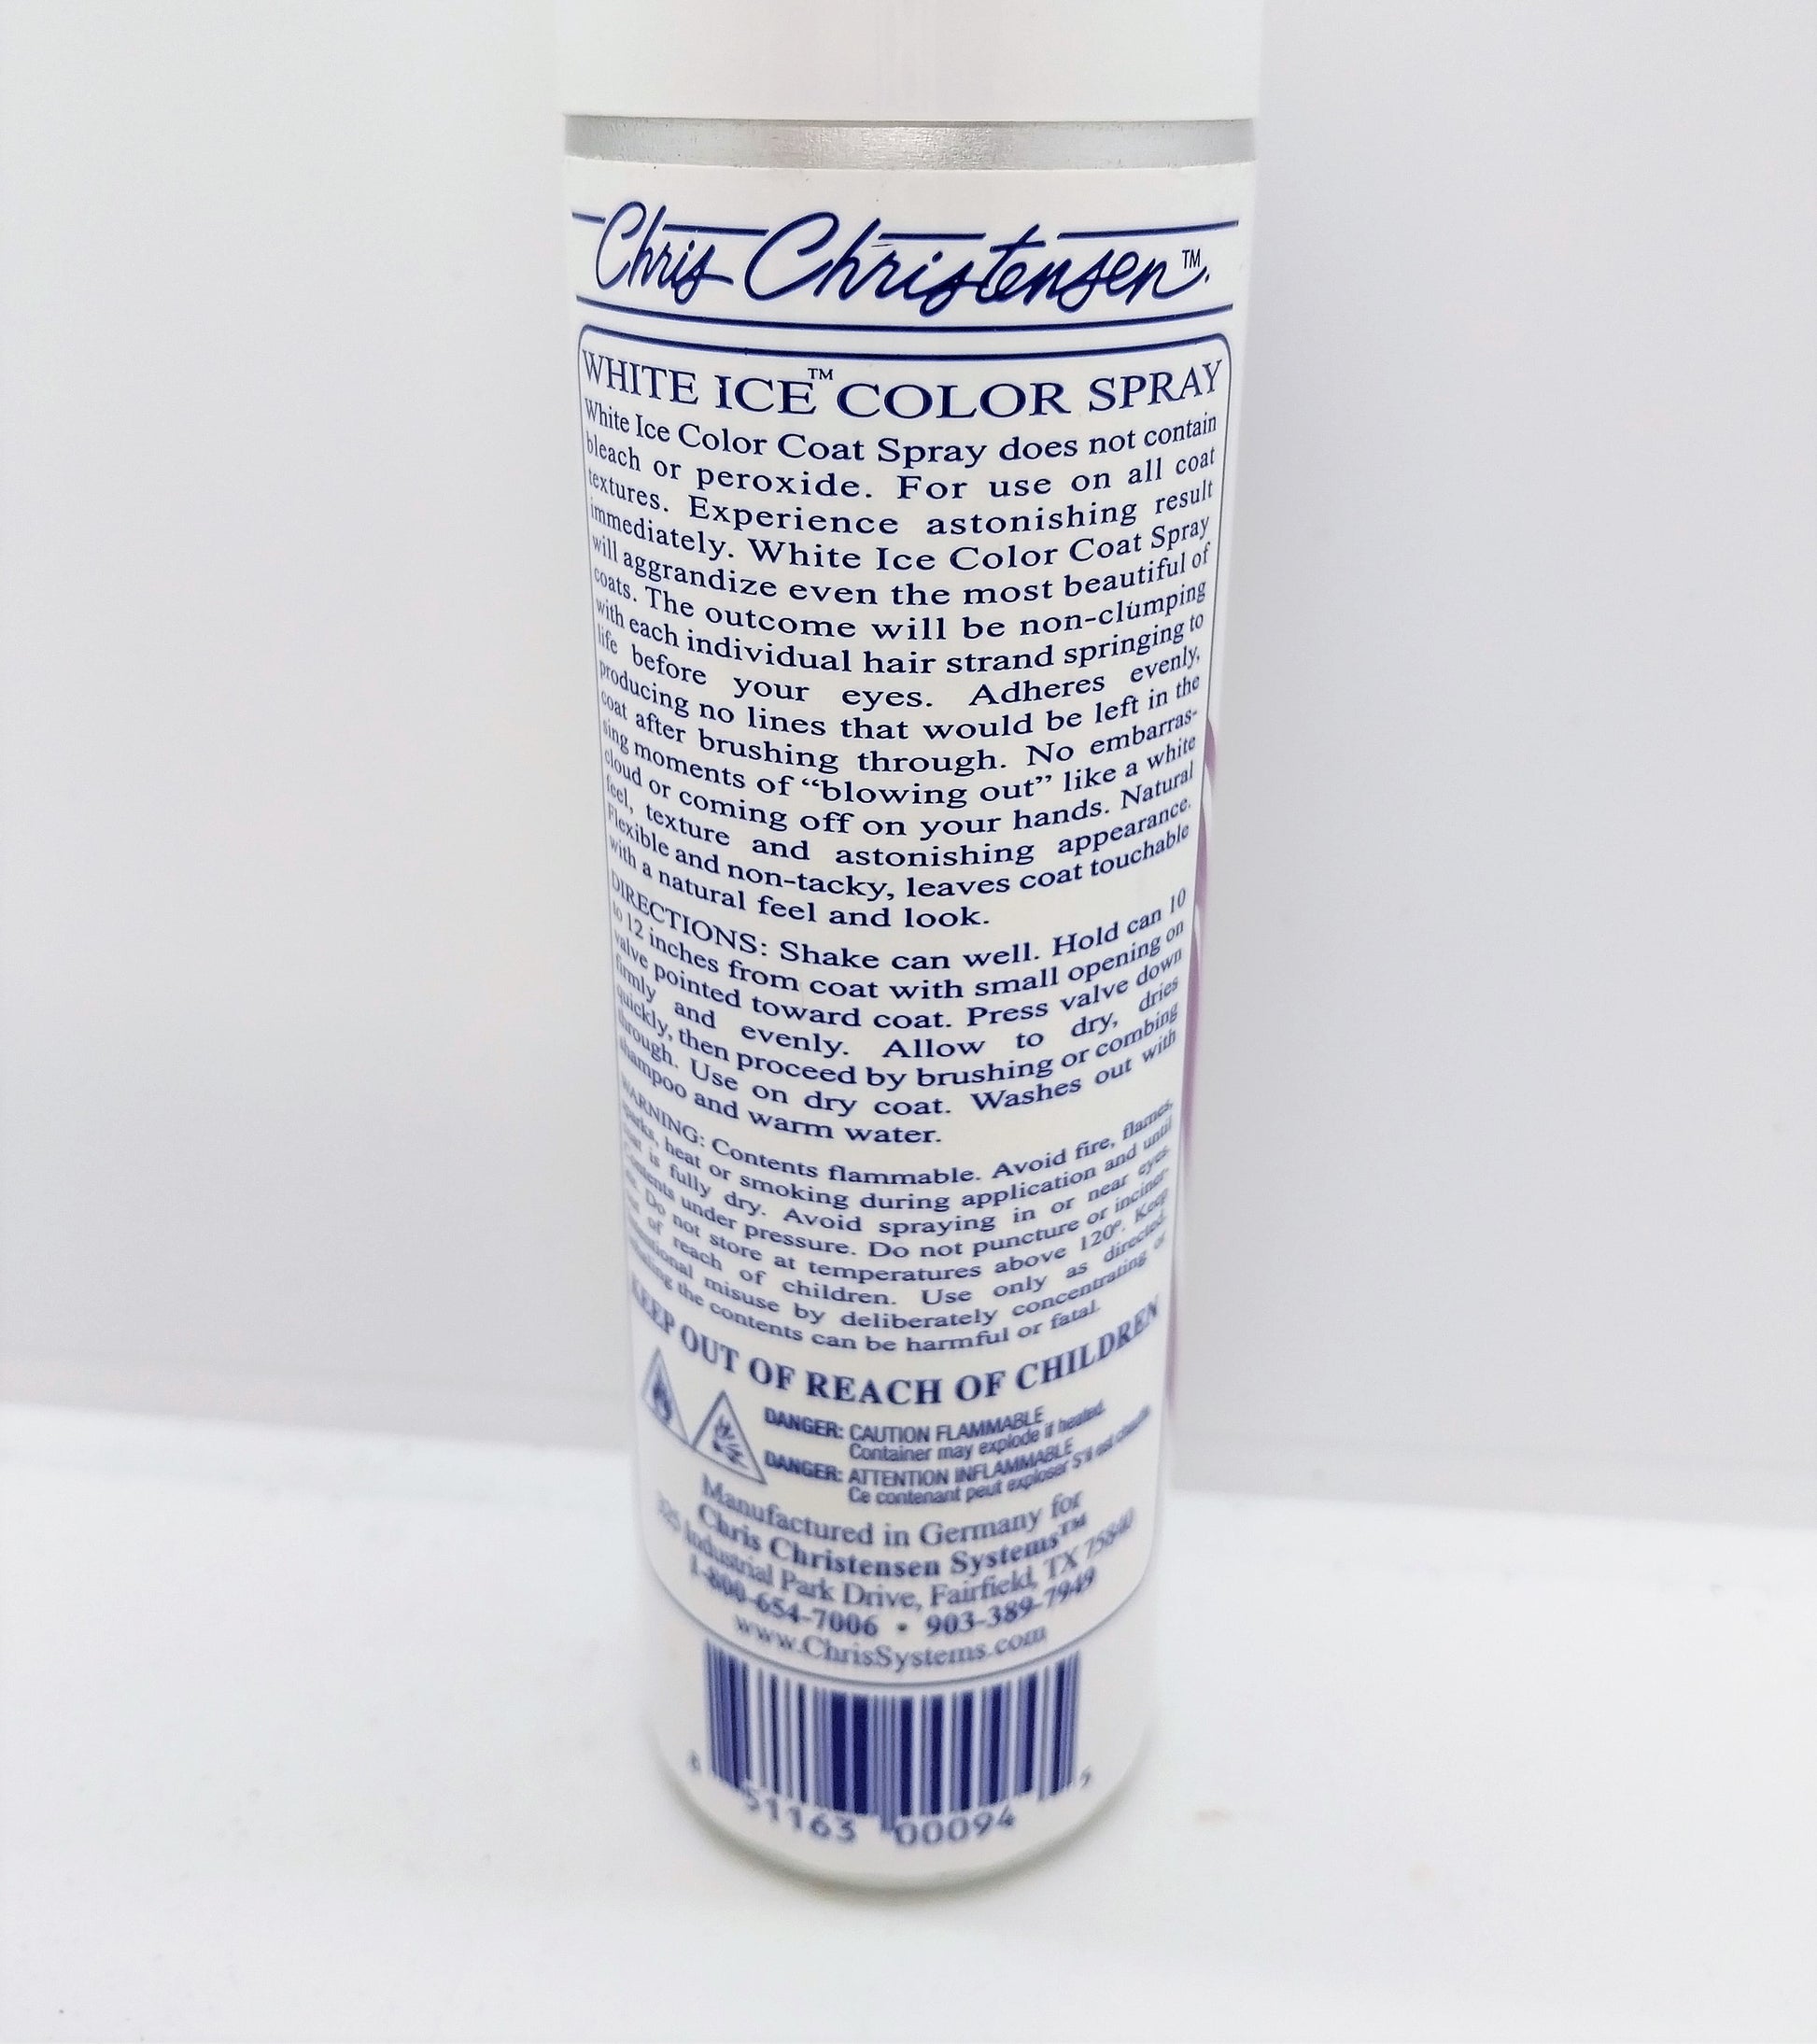 Chris Christensen™
WHITE ICE™ COLOR SPRAY
White Ice Color Coat Spray does not contain
bleach or peroxide. For use on all coat
textures. Experience astonishing result
immediately. White Ice Color Coat Spray
will aggrandize even the most beautiful of
coats. The outcome will be non-clumping
with each individual hair strand springing to
life before your eyes. Adheres evenly,
producing no lines that would be left in the
coat after brushing through. No embarras-
sing moments of “blowing out” like a white
cloud or coming off on your hands. Natural
feel, texture and astonishing appearance.
Flexible and non-tacky, leaves coat touchable
with a natural feel and look.
DIRECTIONS: Shake can well. Hold can 10
to 12 inches from coat with small opening on
valve pointed toward coat. Press valve down
firmly and evenly. Allow to dry, dries
quickly, then proceed by brushing or combing
through. Use on dry coat. Washes out with
shampoo and warm water.
WARNING: Contents flammable. Avoid fire, flames,
sparks, heat or smoking during application and until
coat is fully dry. Avoid spraying in or near eyes.
Contents under pressure. Do not puncture or inciner-
ate. Do not store at temperatures above 120°. Keep
out of reach of children. Use only as directed.
Intentional misuse by deliberately concentrating or
inhaling the contents can be harmful or fatal.
KEEP OUT OF REACH OF CHILDREN
DANGER: CAUTION FLAMMABLE
Container may explode if heated.
DANGER: ATTENTION INFLAMMABLE
Ce contenant peut exploser S'il est chauffe
Manufactured in Germany for
Chris Christensen Systems™
Industrial Park Drive, Fairfield, TX 75840
1-800-654-7006 • 903-389-7949
www.ChrisSystems.com
51163 00094 5